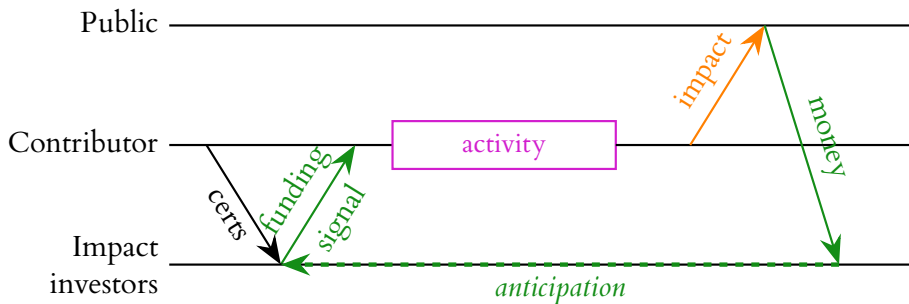 Public
impact
money
Contributor
activity
certs
funding
signal
Impact
investors
anticipation